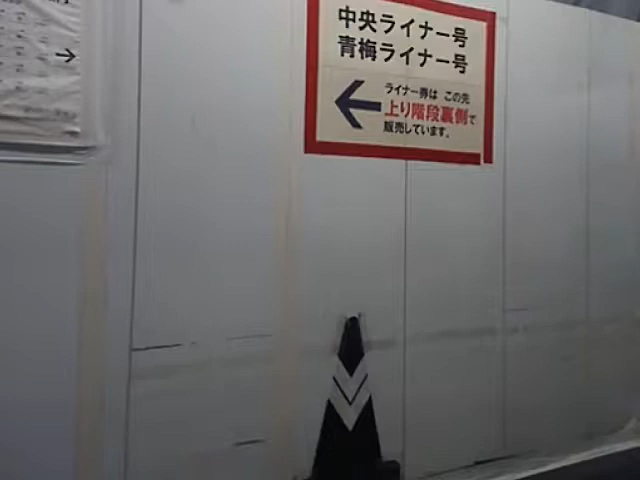 中央ライナー号
青梅ライナー号
ライナー券は この先
上り階段裏側で
販売しています。
→
←